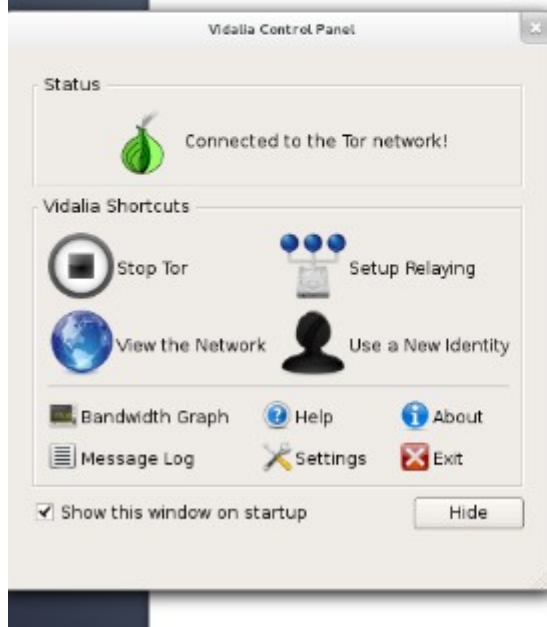 Vidalia Control Panel
Status
Connected to the Tor network!
Vidalia Shortcuts
Stop Tor
Setup Relaying
View the Network
Use a New Identity
Bandwidth Graph
Help
About
Message Log
Settings
Exit
Show this window on startup
Hide